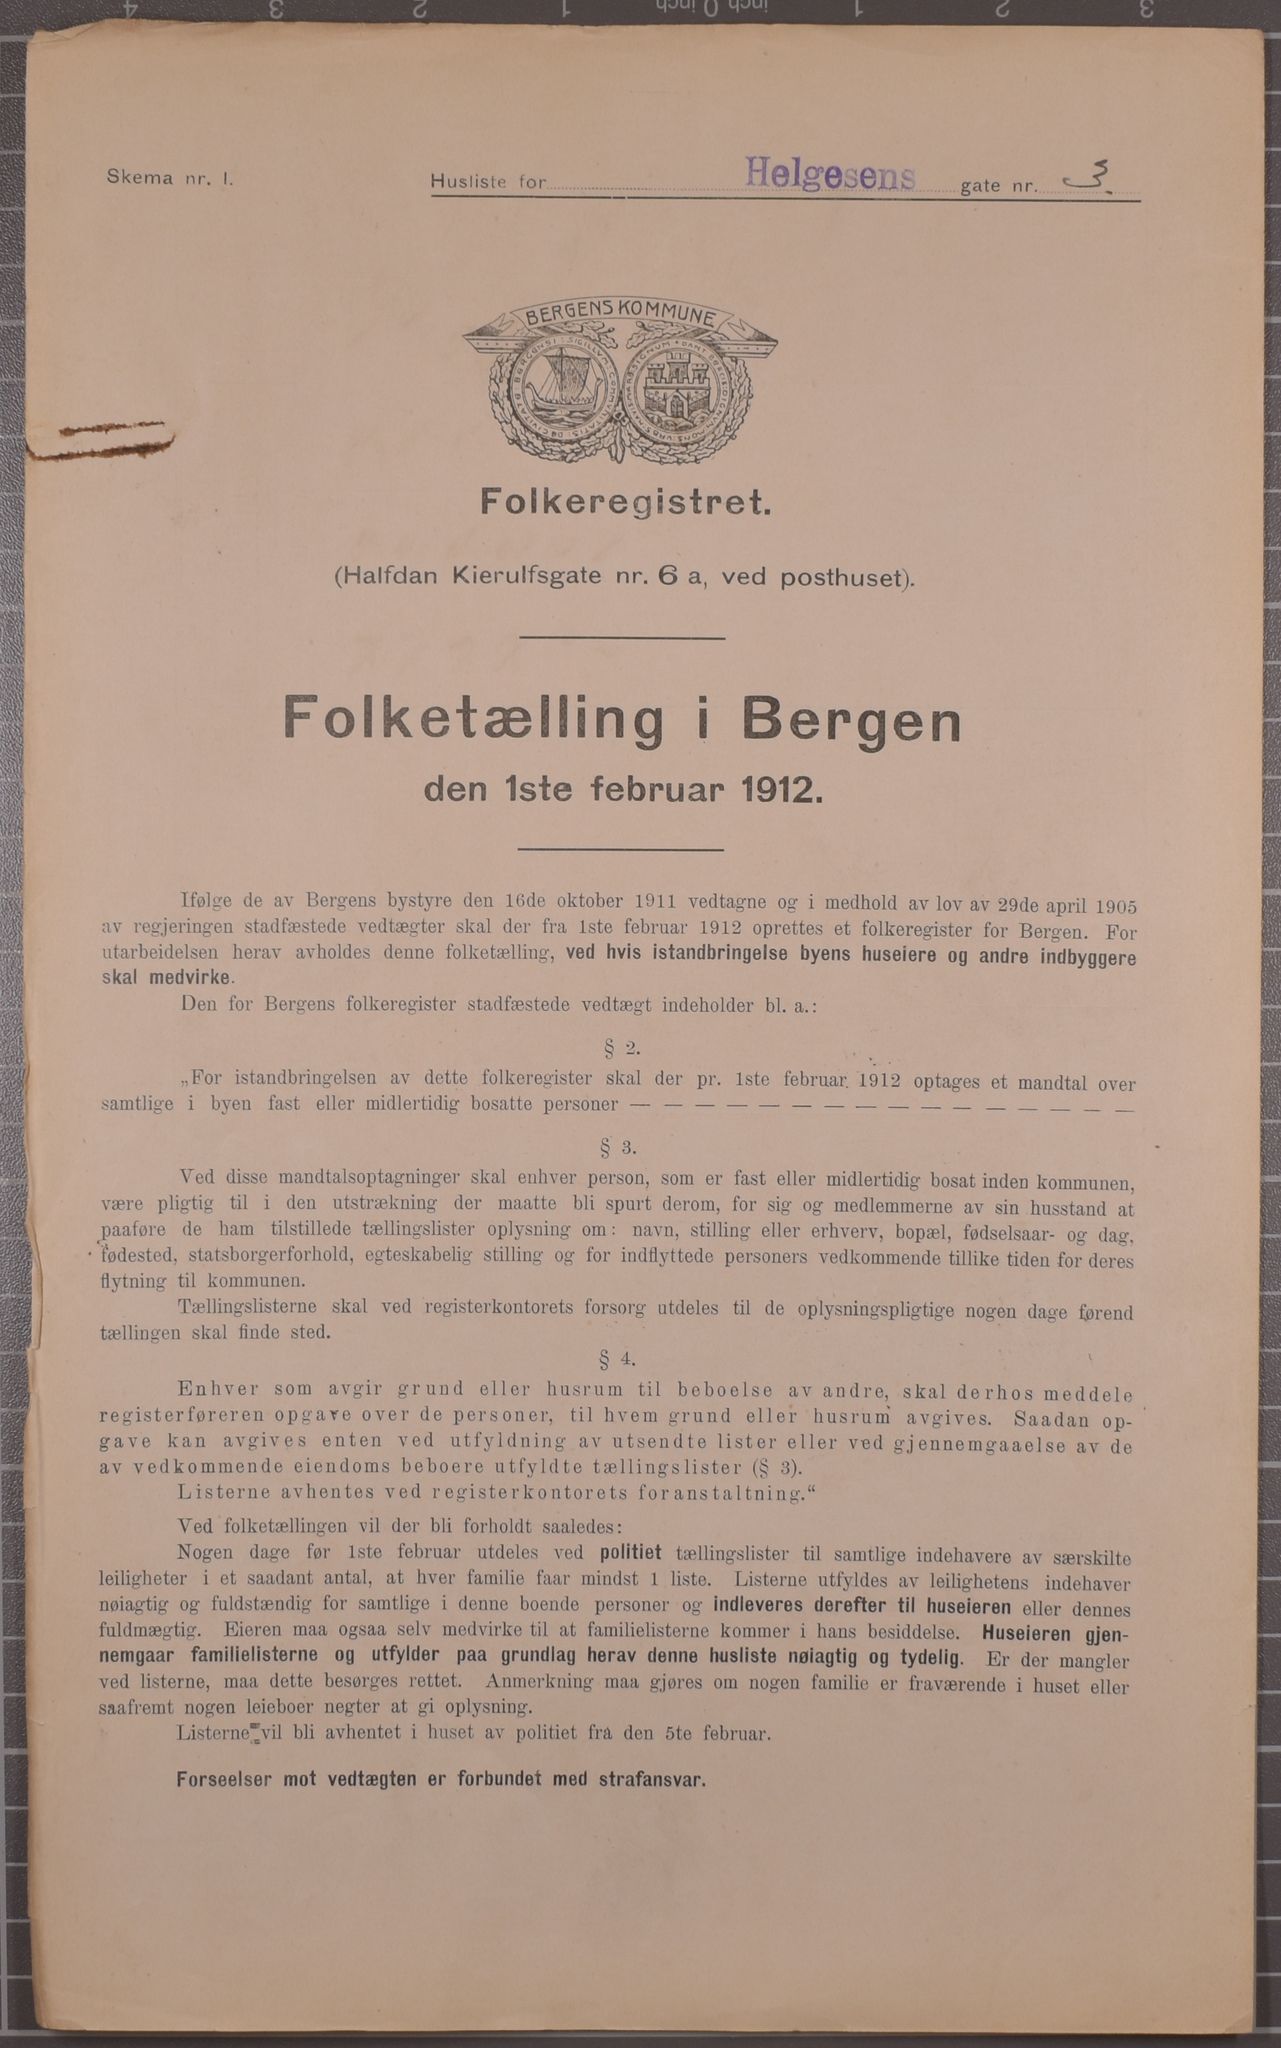 4 3 2 1 inch 0 inch 1 2 3
Skema nr. 1. Husliste for Helgesens gate nr. 3.
BERGENS KOMMUNE
Folkeregistret.
(Halfdan Kierulfsgate nr. 6 a, ved posthuset).
Folketælling i Bergen
den 1ste februar 1912.
Ifølge de av Bergens bystyre den 16de oktober 1911 vedtagne og i medhold av lov av 29de april 1905
av regjeringen stadfæstede vedtægter skal der fra 1ste februar 1912 oprettes et folkeregister for Bergen. For
utarbeidelsen herav avholdes denne folketælling, ved hvis istandbringelse byens huseiere og andre indbyggere
skal medvirke.
Den for Bergens folkeregister stadfæstede vedtægt indeholder bl. a.:
§ 2.
„For istandbringelsen av dette folkeregister skal der pr. 1ste februar 1912 optages et mandtal over
samtlige i byen fast eller midlertidig bosatte personer — — — — — — — — — — — — — — — —
§ 3.
Ved disse mandtalsoptagninger skal enhver person, som er fast eller midlertidig bosat inden kommunen,
være pligtig til i den utstrækning der maatte bli spurt derom, for sig og medlemmerne av sin husstand at
paaføre de ham tilstillede tællingslister oplysning om: navn, stilling eller erhverv, bopæl, fødselsaar- og dag,
fødested, statsborgerforhold, egteskabelig stilling og for indflyttede personers vedkommende tillike tiden for deres
flytning til kommunen.
Tællingslisterne skal ved registerkontorets forsorg utdeles til de oplysningspligtige nogen dage førend
tællingen skal finde sted.
§ 4.
Enhver som avgir grund eller husrum til beboelse av andre, skal derhos meddele
registerføreren opgave over de personer, til hvem grund eller husrum avgives. Saadan op-
gave kan avgives enten ved utfyldning av utsendte lister eller ved gjennemgaaelse av de
av vedkommende eiendoms beboere utfyldte tællingslister (§ 3).
Listerne avhentes ved registerkontorets foranstaltning.“
Ved folketællingen vil der bli forholdt saaledes:
Nogen dage før 1ste februar utdeles ved politiet tællingslister til samtlige indehavere av særskilte
leiligheter i et saadant antal, at hver familie faar mindst 1 liste. Listerne utfyldes av leilighetens indehaver
nøiagtig og fuldstændig for samtlige i denne boende personer og indleveres derefter til huseieren eller dennes
fuldmægtig. Eieren maa ogsaa selv medvirke til at familielisterne kommer i hans besiddelse. Huseieren gjen-
nemgaar familielisterne og utfylder paa grundlag herav denne husliste nøiagtig og tydelig. Er der mangler
ved listerne, maa dette besørges rettet. Anmerkning maa gjøres om nogen familie er fraværende i huset eller
saafremt nogen leieboer negter at gi oplysning.
Listerne vil bli avhentet i huset av politiet fra den 5te februar.
Forseelser mot vedtægten er forbundet med strafansvar.